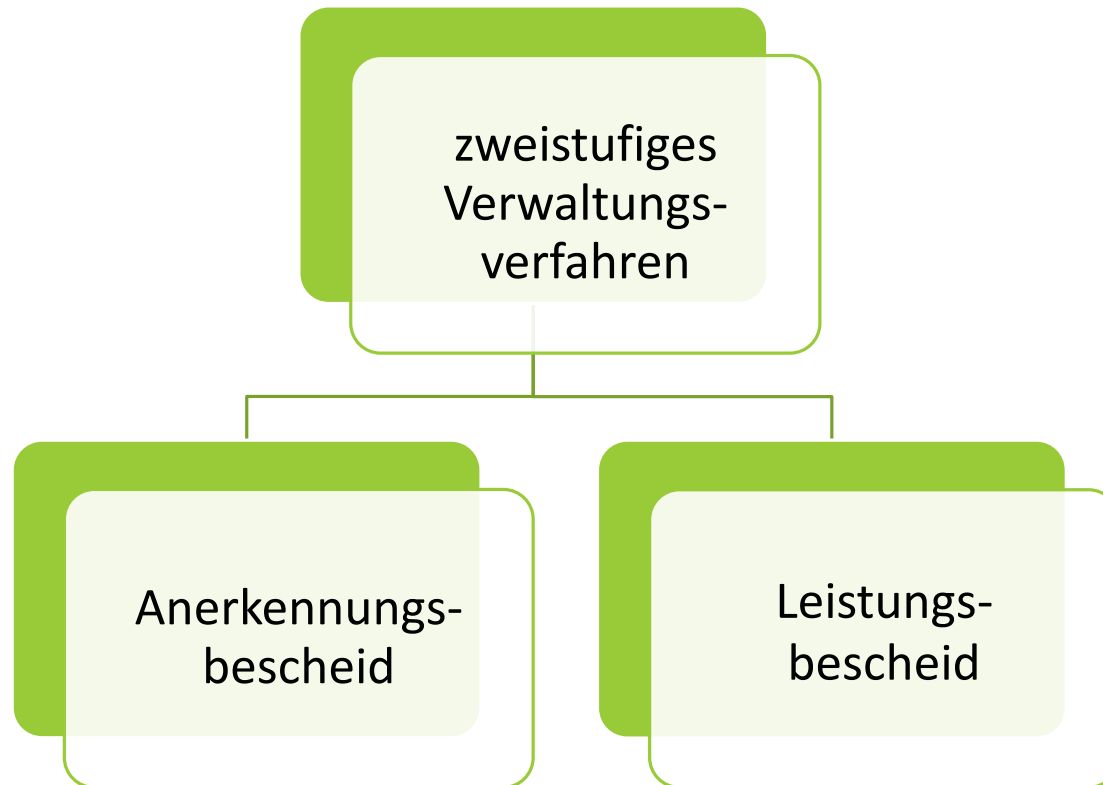 zweistufiges
Verwaltungs-
verfahren
Anerkennungs-
bescheid
Leistungs-
bescheid